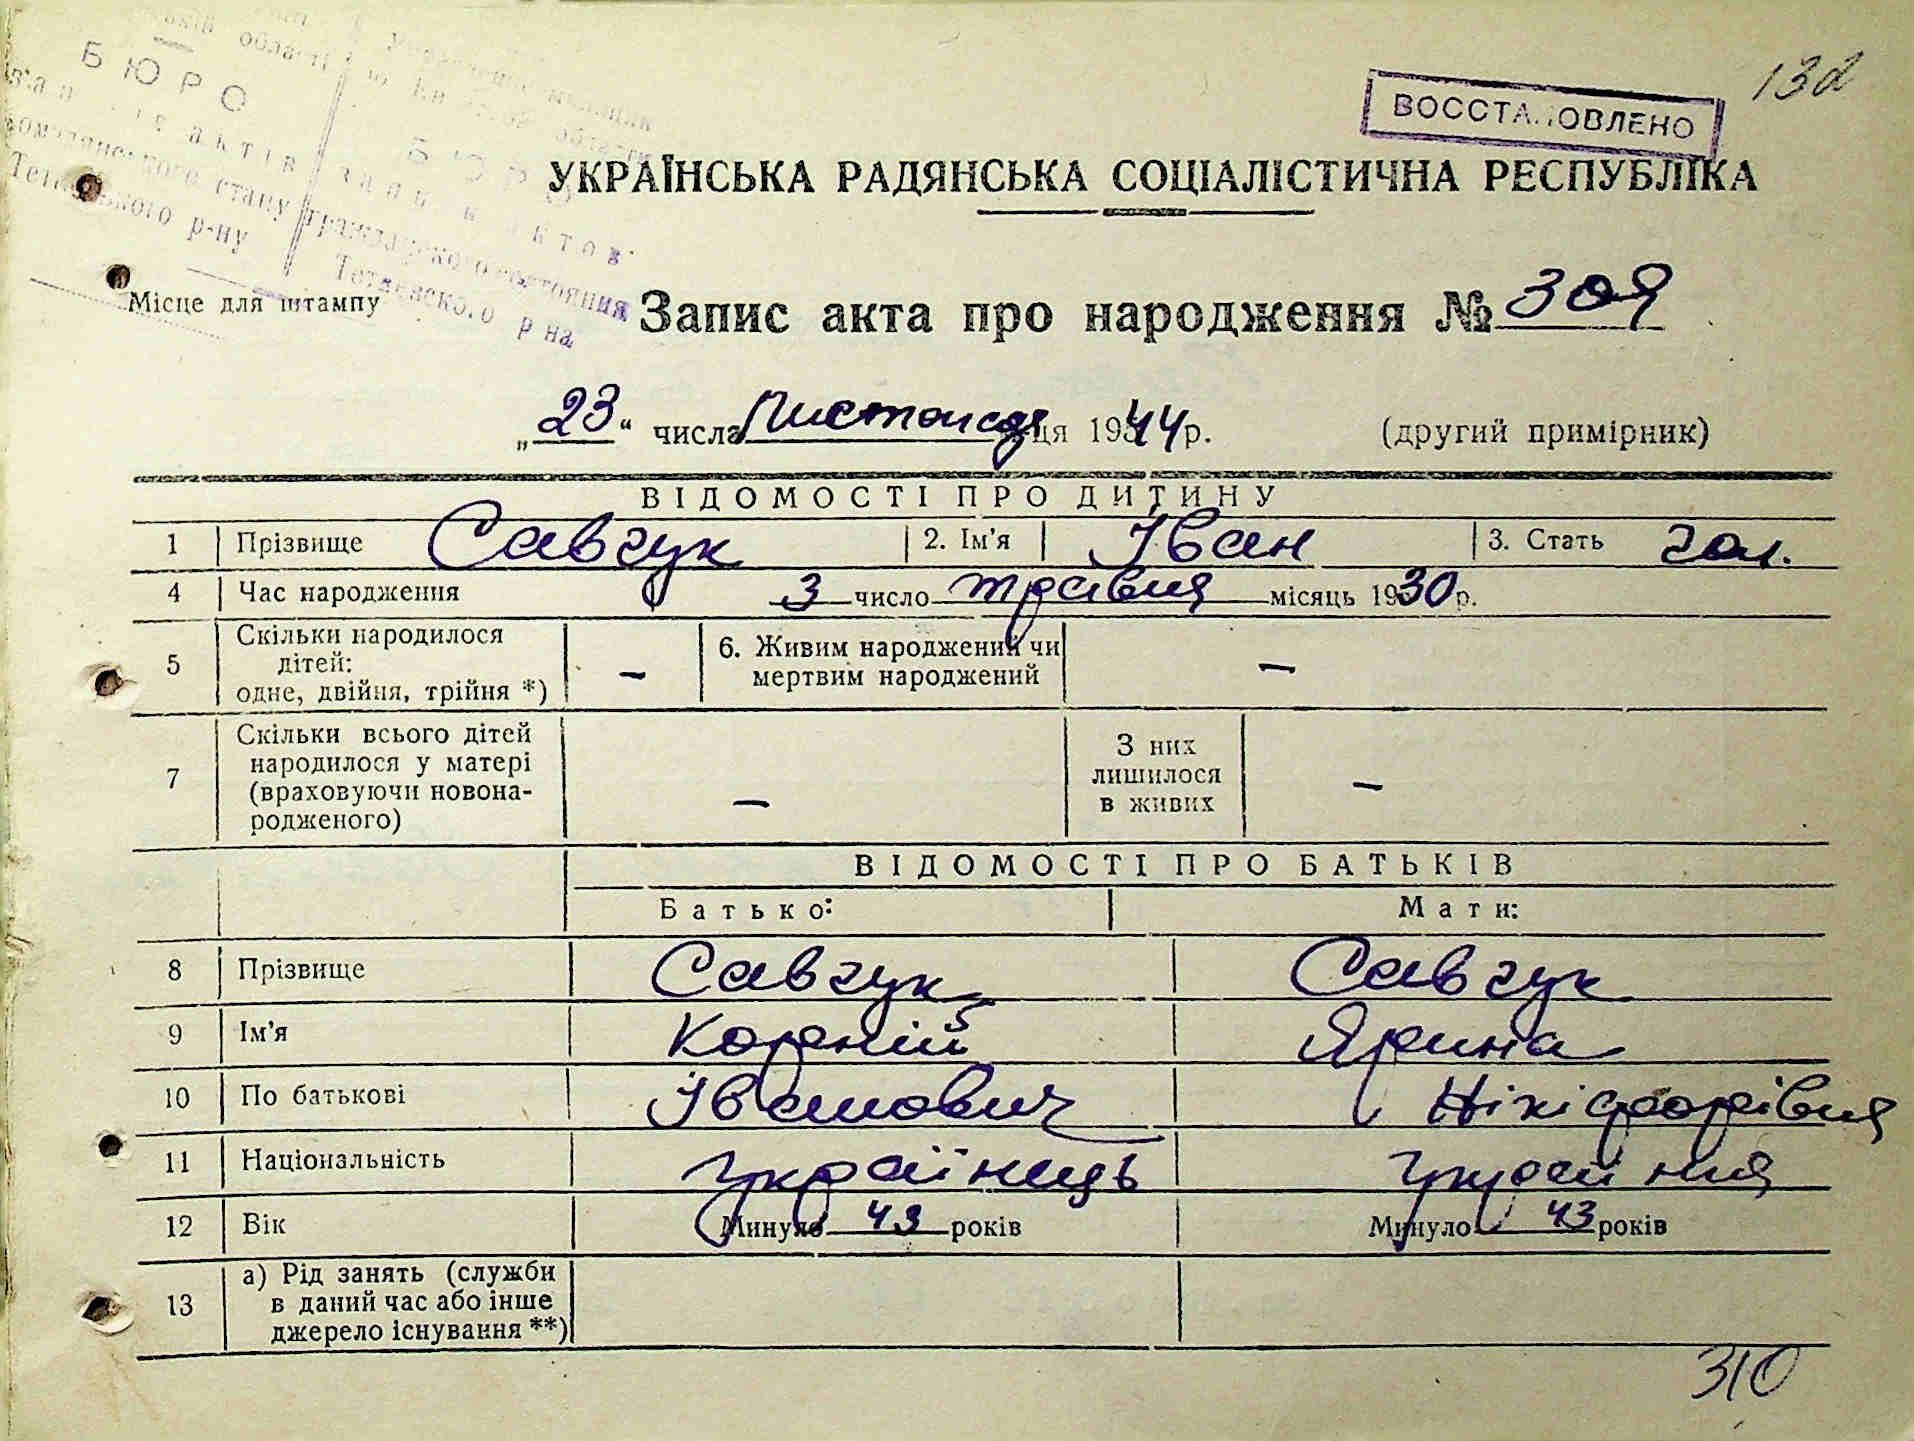 БЮРО
132
ВОССТАНОВЛЕНО
УКРАЇНСЬКА РАДЯНСЬКА СОЦІАЛІСТИЧНА РЕСПУБЛІКА
Місце для штампу
Тетіївського р-ну
Тетиевского р на
Запис акта про народження № 309
„23“ числа Листопада ця 1944 р. (другий примірник)
ВІДОМОСТІ ПРО ДИТИНУ
1 Прізвище Савчук 2. Ім'я Іван 3. Стать чол.
4 Час народження 3 число травня місяць 1930 р.
5 Скільки народилося дітей: одне, двійня, трійня *) — 6. Живим народжений чи мертвим народжений —
7 Скільки всього дітей народилося у матері (враховуючи новонародженого) — З них лишилося в живих —
ВІДОМОСТІ ПРО БАТЬКІВ
Батько: Мати:
8 Прізвище Савчук Савчук
9 Ім'я Корній Ярина
10 По батькові Іванович Нікіфорівна
11 Національність українець
12 Вік Минуло 43 років Минуло 43 років
13 а) Рід занять (служби в даний час або інше джерело існування **)
310